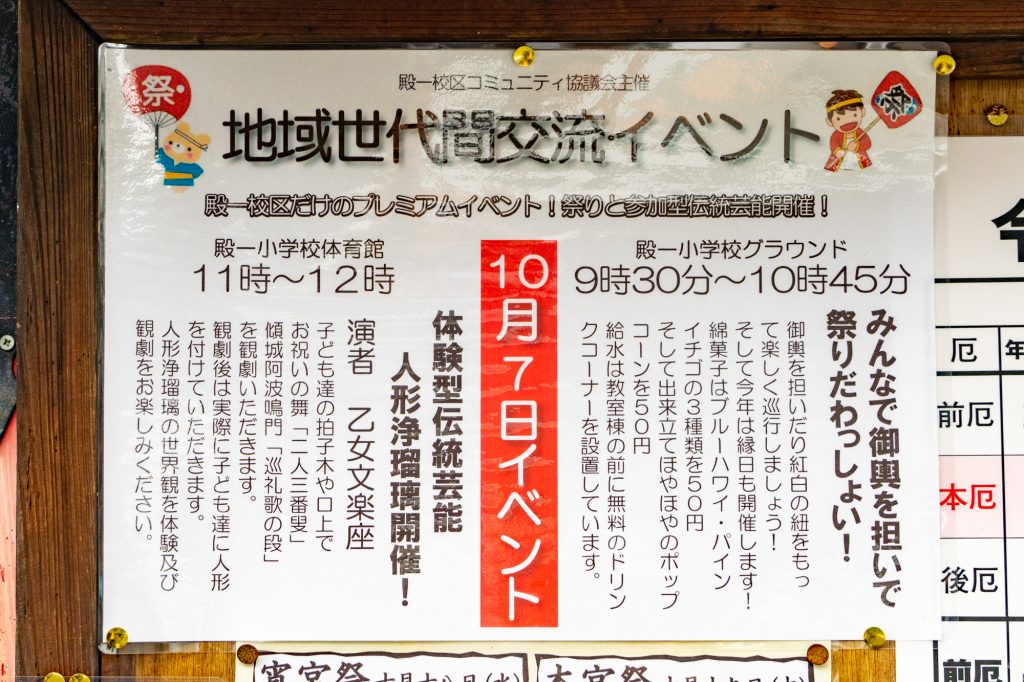 祭
祭
殿一校区コミュニティ協議会主催
地域世代間交流イベント
殿一校区だけのプレミアムイベント！祭りと参加型伝統芸能開催！
殿一小学校グラウンド
9時30分～10時45分
みんなで御輿を担いで
祭りだわっしょい！
御輿を担いだり紅白の紐をもっ
て楽しく巡行しましょう！
そして今年は縁日も開催します！
綿菓子はブルーハワイ・パイン
イチゴの3種類を50円
そして出来立てほやほやのポップ
コーンを50円
給水は教室棟の前に無料のドリン
クコーナーを設置しています。
10月7日イベント
殿一小学校体育館
11時～12時
体験型伝統芸能
人形浄瑠璃開催！
演者　乙女文楽座
子ども達の拍子木や口上で
お祝いの舞「二人三番叟」
傾城阿波鳴門「巡礼歌の段」
を観劇いただきます。
観劇後は実際に子ども達に人形
を付けていただきます。
人形浄瑠璃の世界観を体験及び
観劇をお楽しみください。
厄
年
前厄
本厄
後厄
前厄
宵宮祭
本宮祭